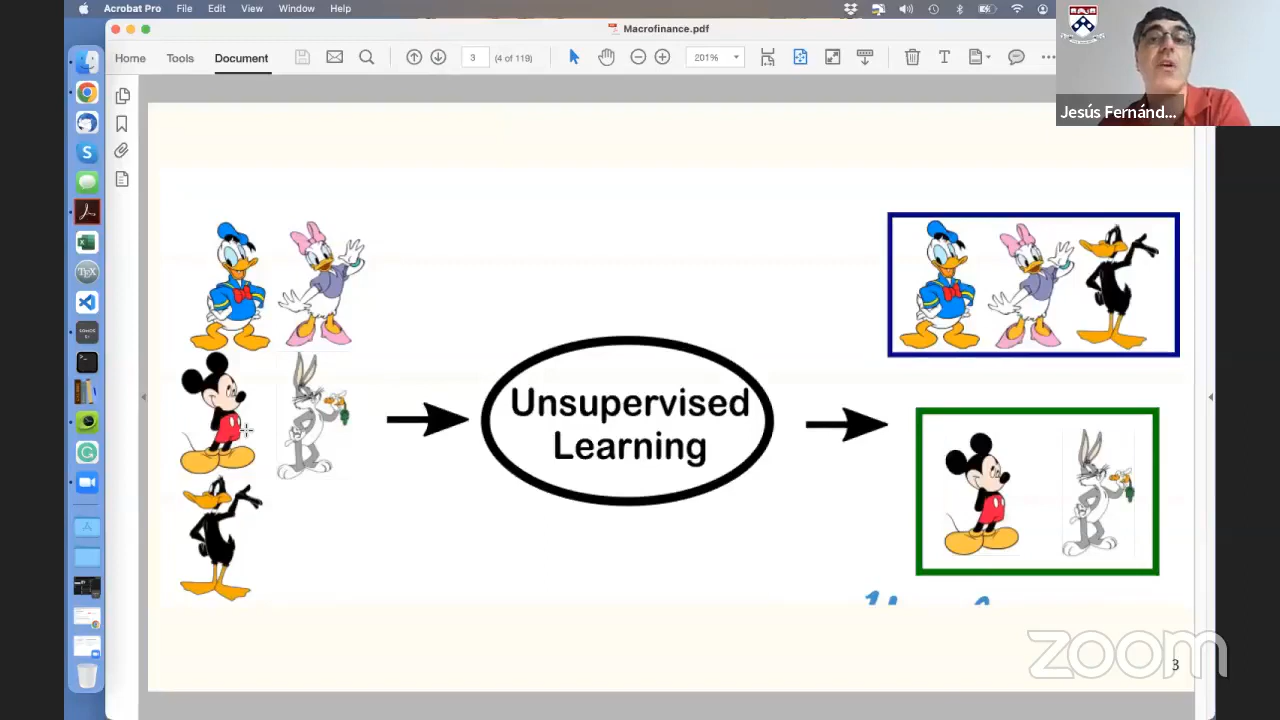 Acrobat Pro File Edit View Window Help
Macrofinance.pdf
Home Tools Document 3 (4 of 119) 201%
Jesús Fernánd...
Unsupervised
Learning
zoom
3